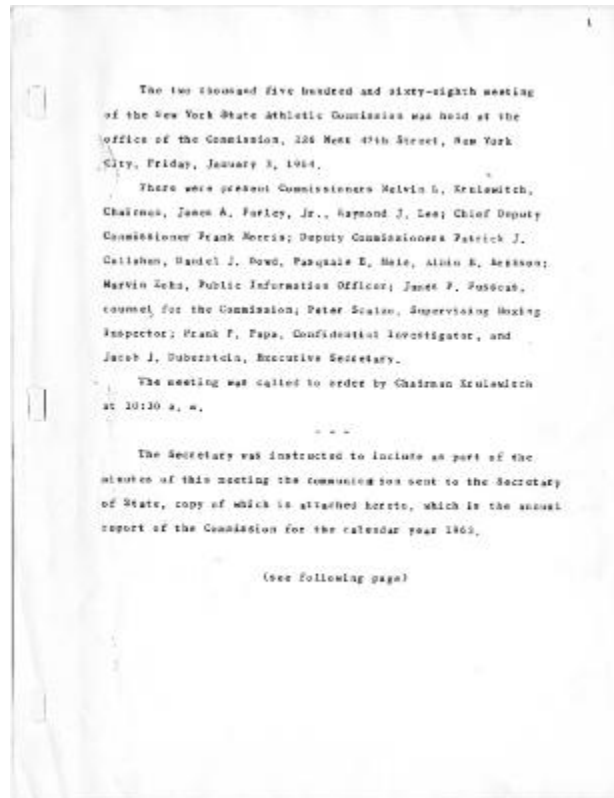 1
The two thousand five hundred and sixty-eighth meeting
of the New York State Athletic Commission was held at the
office of the Commission, 226 West 47th Street, New York
City, Friday, January 3, 1964.
There were present Commissioners Melvin L. Krulewitch,
Chairman, James A. Farley, Jr., Raymond J. Lee; Chief Deputy
Commissioner Frank Morris; Deputy Commissioners Patrick J.
Callahan, Daniel J. Dowd, Pasquale E,
Marvin Kohn, Public Information Officer; James P.
counsel for the Commission; Peter Scalzo, Supervising Boxing
Inspector; Frank P. Papa, Confidential Investigator, and
Jacob J. Duberstein, Executive Secretary.
The meeting was called to order by Chairman Krulewitch
at 10:30 a. m.
- - -
The Secretary was instructed to include as part of the
minutes of this meeting the sent to the Secretary
of State, copy of which is attached hereto, which is the annual
report of the Commission for the calendar year 1963.
(see following page)